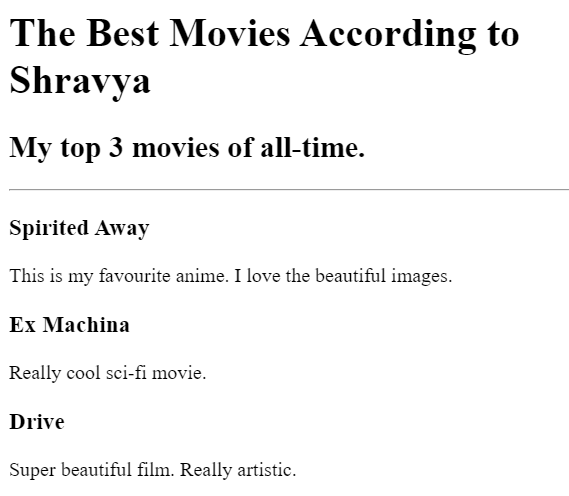 The Best Movies According to
Shravya
My top 3 movies of all-time.
Spirited Away
This is my favourite anime. I love the beautiful images.
Ex Machina
Really cool sci-fi movie.
Drive
Super beautiful film. Really artistic.